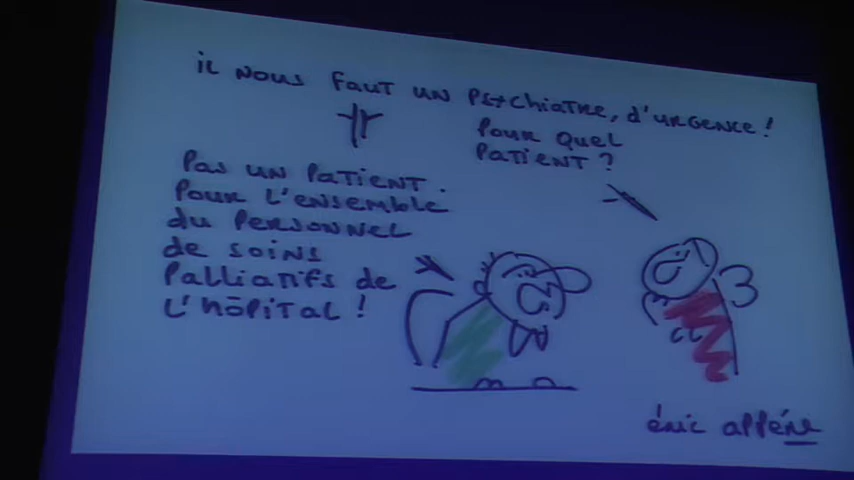 il nous faut un psychiatre, d'urgence !
Pour quel
Patient ?
Pas un Patient.
Pour l'ensemble
du Personnel
de soins
Palliatifs de
l'hôpital !
éric appéré